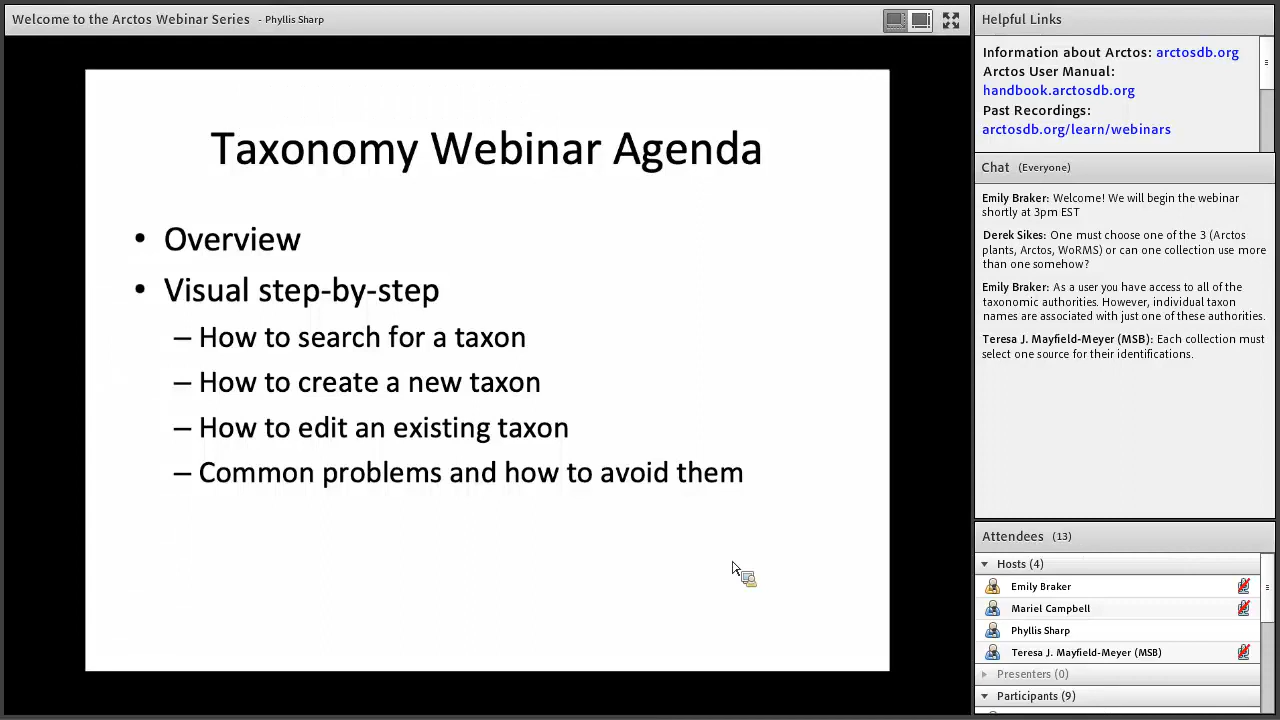 Welcome to the Arctos Webinar Series - Phyllis Sharp
Taxonomy Webinar Agenda
• Overview
• Visual step-by-step
– How to search for a taxon
– How to create a new taxon
– How to edit an existing taxon
– Common problems and how to avoid them
Helpful Links
Information about Arctos: arctosdb.org
Arctos User Manual:
handbook.arctosdb.org
Past Recordings:
arctosdb.org/learn/webinars
Chat (Everyone)
Emily Braker: Welcome! We will begin the webinar
shortly at 3pm EST
Derek Sikes: One must choose one of the 3 (Arctos
plants, Arctos, WoRMS) or can one collection use more
than one somehow?
Emily Braker: As a user you have access to all of the
taxonomic authorities. However, individual taxon
names are associated with just one of these authorities.
Teresa J. Mayfield-Meyer (MSB): Each collection must
select one source for their identifications.
Attendees (13)
Hosts (4)
Emily Braker
Mariel Campbell
Phyllis Sharp
Teresa J. Mayfield-Meyer (MSB)
Presenters (0)
Participants (9)